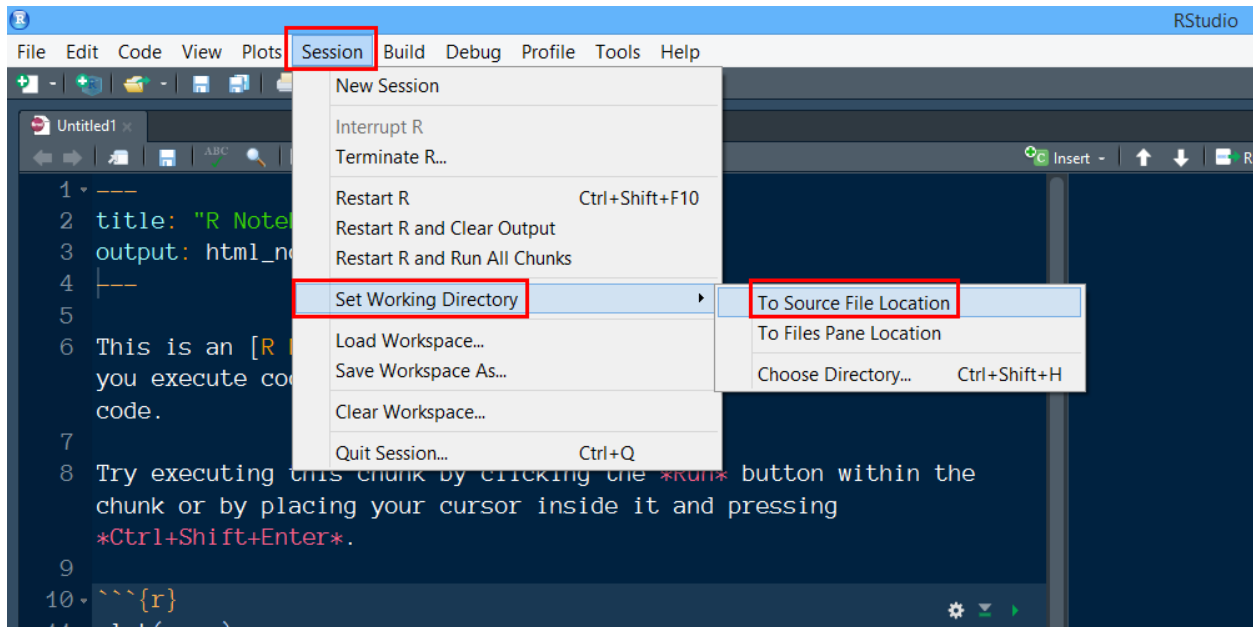 RStudio
File Edit Code View Plots Session Build Debug Profile Tools Help
Untitled1
ABC
Insert
New Session
Interrupt R
Terminate R...
Restart R Ctrl+Shift+F10
Restart R and Clear Output
Restart R and Run All Chunks
Set Working Directory
To Source File Location
To Files Pane Location
Choose Directory... Ctrl+Shift+H
Load Workspace...
Save Workspace As...
Clear Workspace...
Quit Session... Ctrl+Q
1 ---
2 title: "R Note
3 output: html_n
4 ---
5
6 This is an [R
you execute co
code.
7
8 Try executing this chunk by clicking the *Run* button within the
chunk or by placing your cursor inside it and pressing
*Ctrl+Shift+Enter*.
9
10 ```{r}